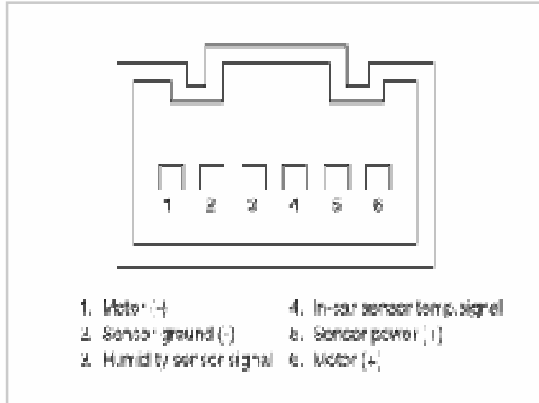 1 2 3 4 5 6
1. Motor (-)
2. Sensor ground (-)
3. Humidity sensor signal
4. In-car sensor temp. signal
5. Sensor power (+)
6. Motor (+)